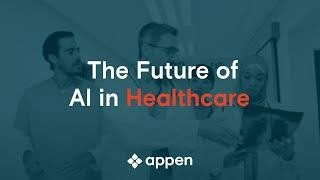 The Future of
AI in Healthcare
appen